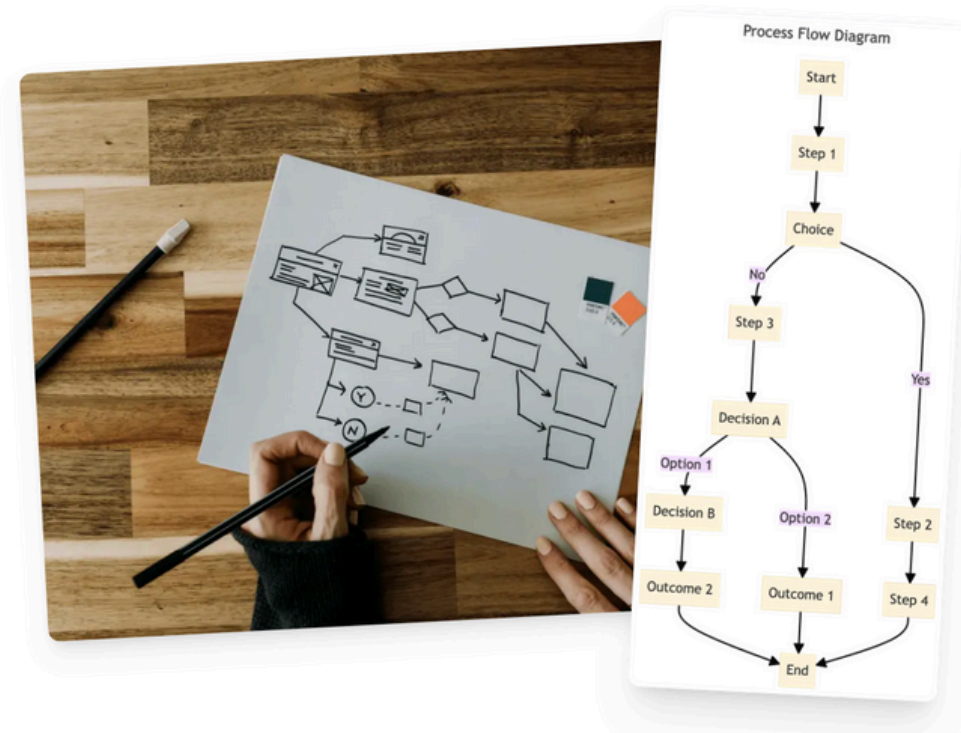 Process Flow Diagram
Start
Step 1
Choice
No
Step 3
Yes
Decision A
Option 1
Decision B
Option 2
Step 2
Outcome 2
Outcome 1
Step 4
End
Y
N